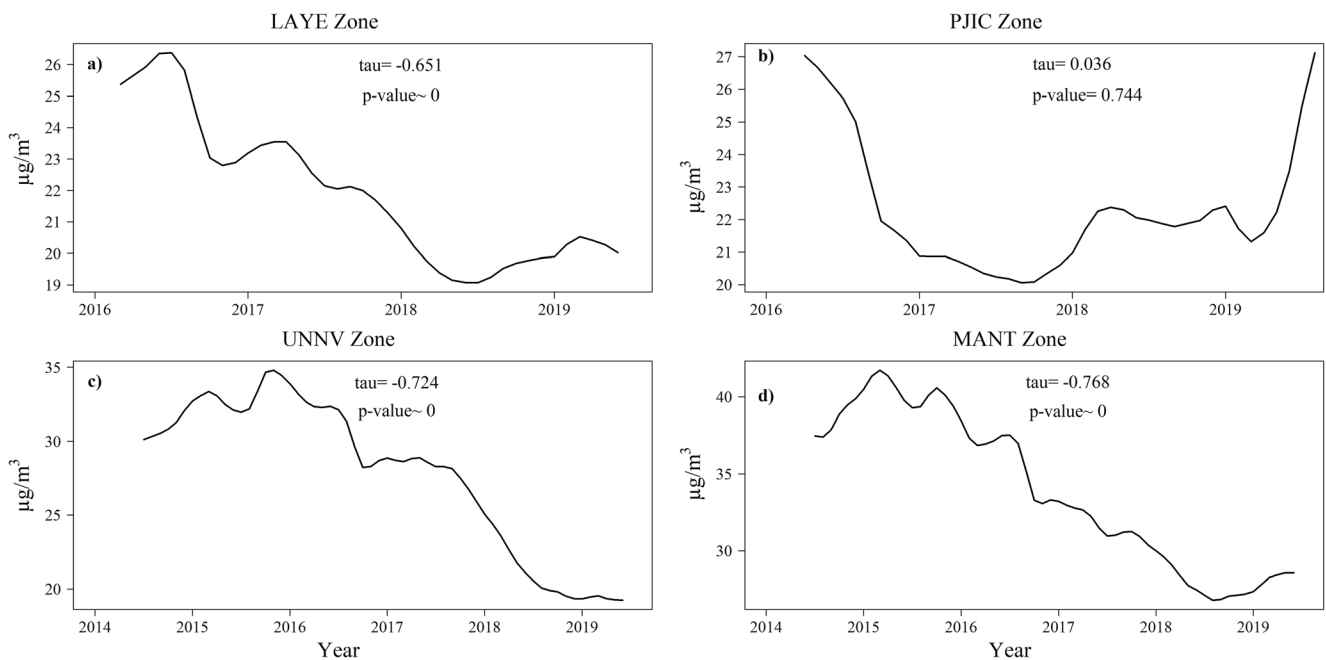 LAYE Zone
a)
tau= -0.651
p-value~ 0
µg/m³
26
25
24
23
22
21
20
19
2016
2017
2018
2019
PJIC Zone
b)
tau= 0.036
p-value= 0.744
µg/m³
27
26
25
24
23
22
21
20
2016
2017
2018
2019
UNNV Zone
c)
tau= -0.724
p-value~ 0
µg/m³
35
30
25
20
2014
2015
2016
2017
2018
2019
Year
MANT Zone
d)
tau= -0.768
p-value~ 0
µg/m³
40
35
30
2014
2015
2016
2017
2018
2019
Year